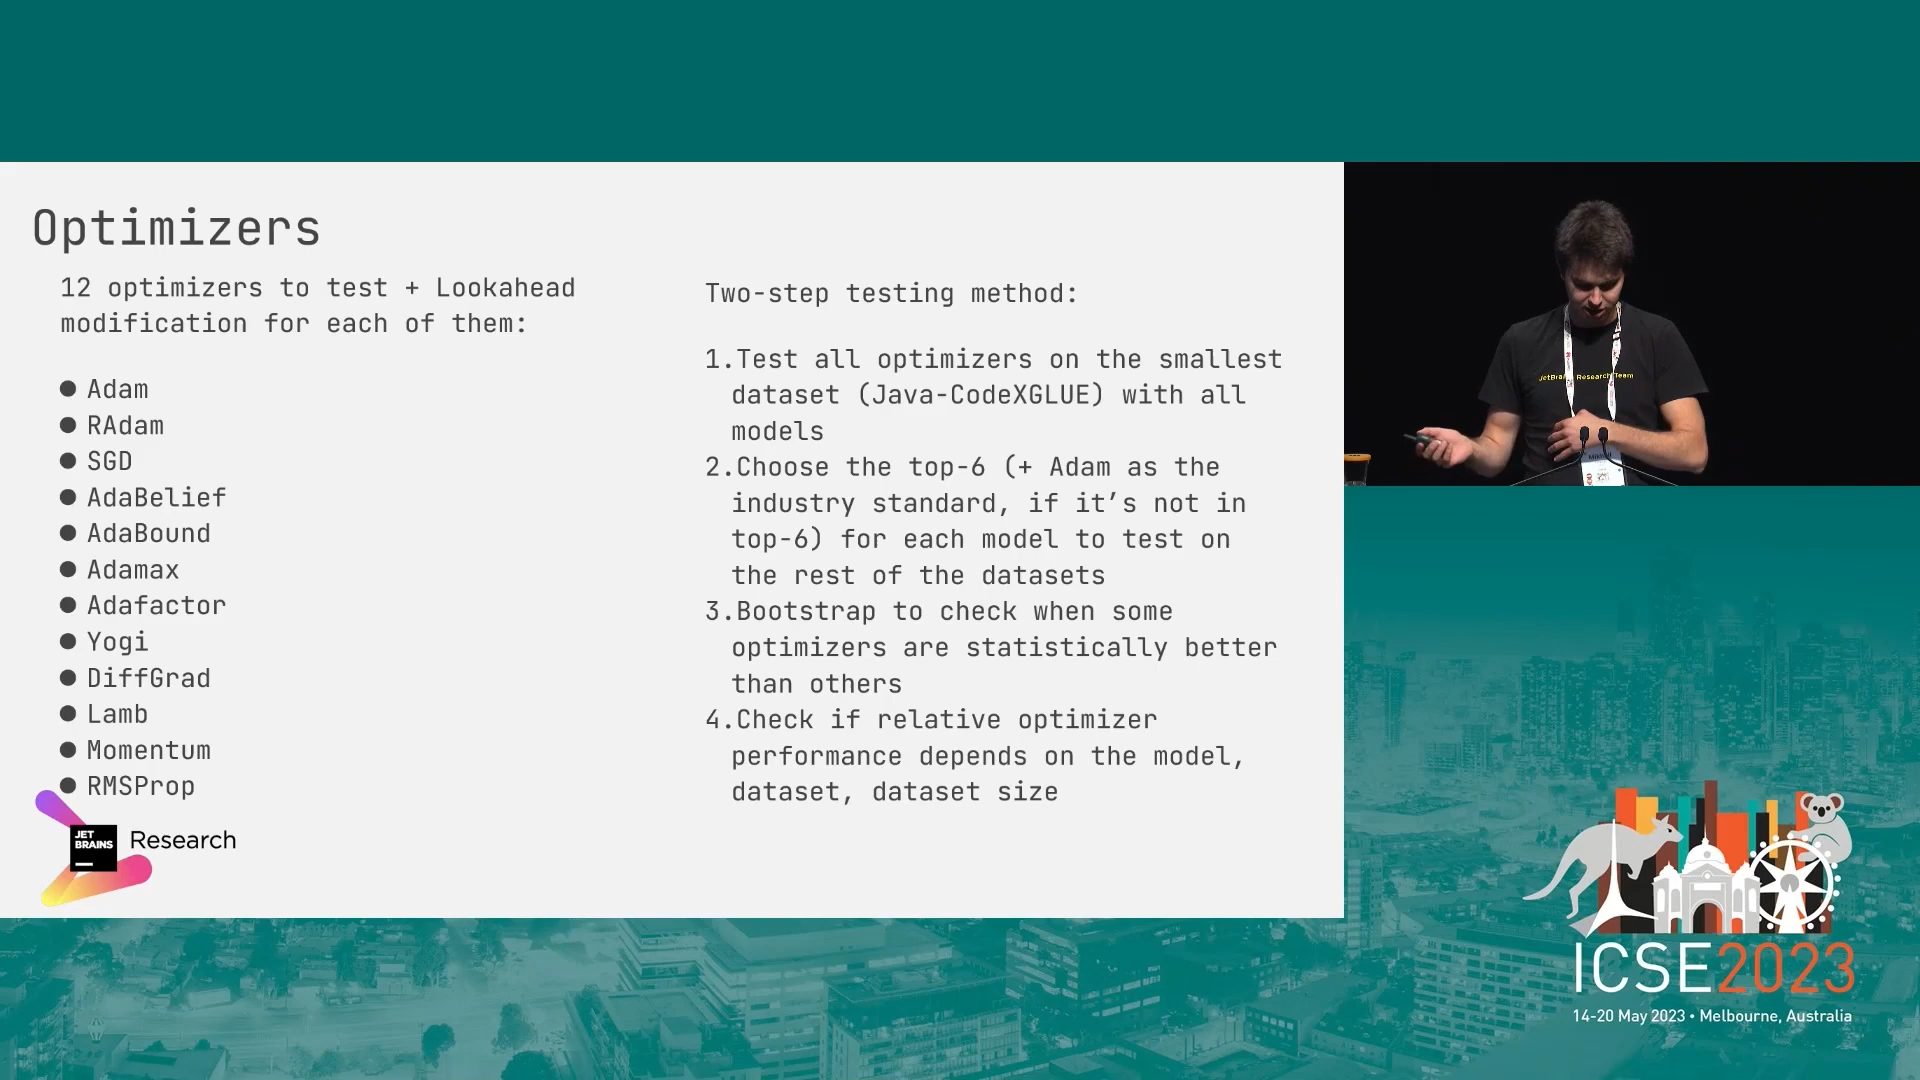 Optimizers
12 optimizers to test + Lookahead
modification for each of them:
● Adam
● RAdam
● SGD
● AdaBelief
● AdaBound
● Adamax
● Adafactor
● Yogi
● DiffGrad
● Lamb
● Momentum
● RMSProp
JET
BRAINS
Research
Two-step testing method:
1.Test all optimizers on the smallest
dataset (Java-CodeXGLUE) with all
models
2.Choose the top-6 (+ Adam as the
industry standard, if it’s not in
top-6) for each model to test on
the rest of the datasets
3.Bootstrap to check when some
optimizers are statistically better
than others
4.Check if relative optimizer
performance depends on the model,
dataset, dataset size
Research Team
Mikhail
ICSE2023
14-20 May 2023 • Melbourne, Australia